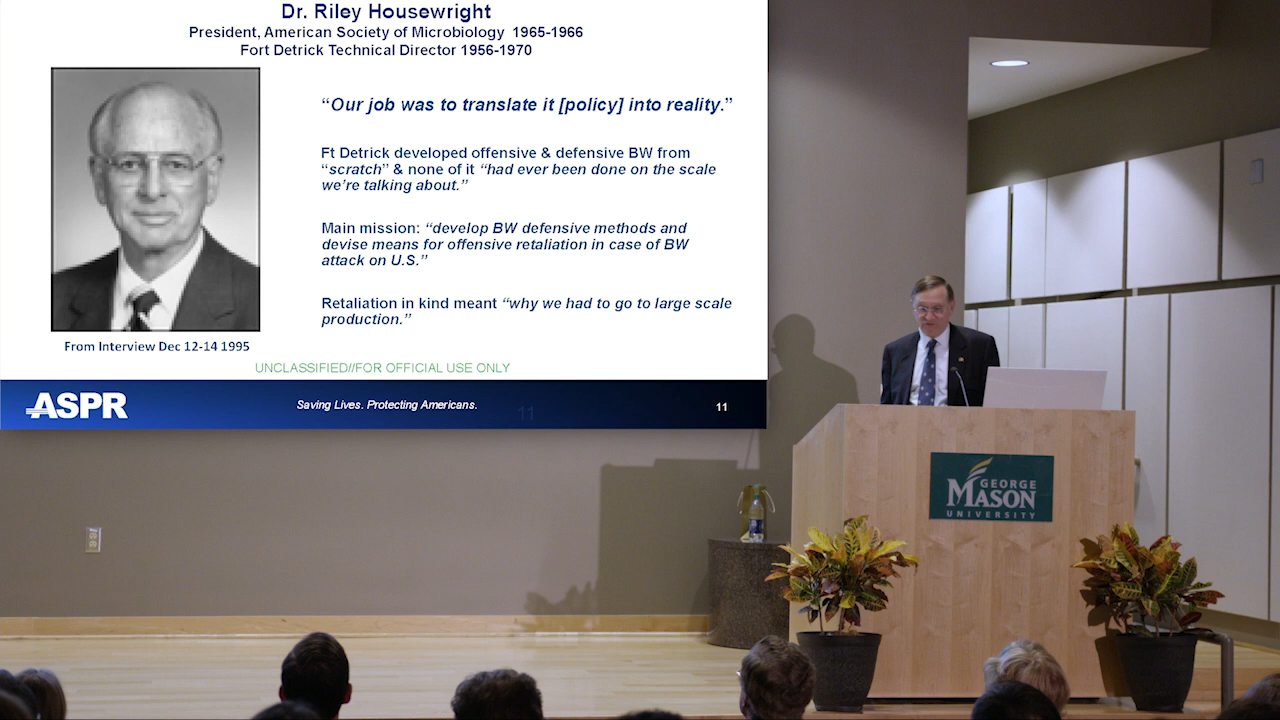 Dr. Riley Housewright
President, American Society of Microbiology 1965-1966
Fort Detrick Technical Director 1956-1970
“Our job was to translate it [policy] into reality.”
Ft Detrick developed offensive & defensive BW from
“scratch” & none of it “had ever been done on the scale
we’re talking about.”
Main mission: “develop BW defensive methods and
devise means for offensive retaliation in case of BW
attack on U.S.”
Retaliation in kind meant “why we had to go to large scale
production.”
From Interview Dec 12-14 1995
UNCLASSIFIED//FOR OFFICIAL USE ONLY
ASPR
Saving Lives. Protecting Americans.
11
11
GEORGE
MASON
UNIVERSITY